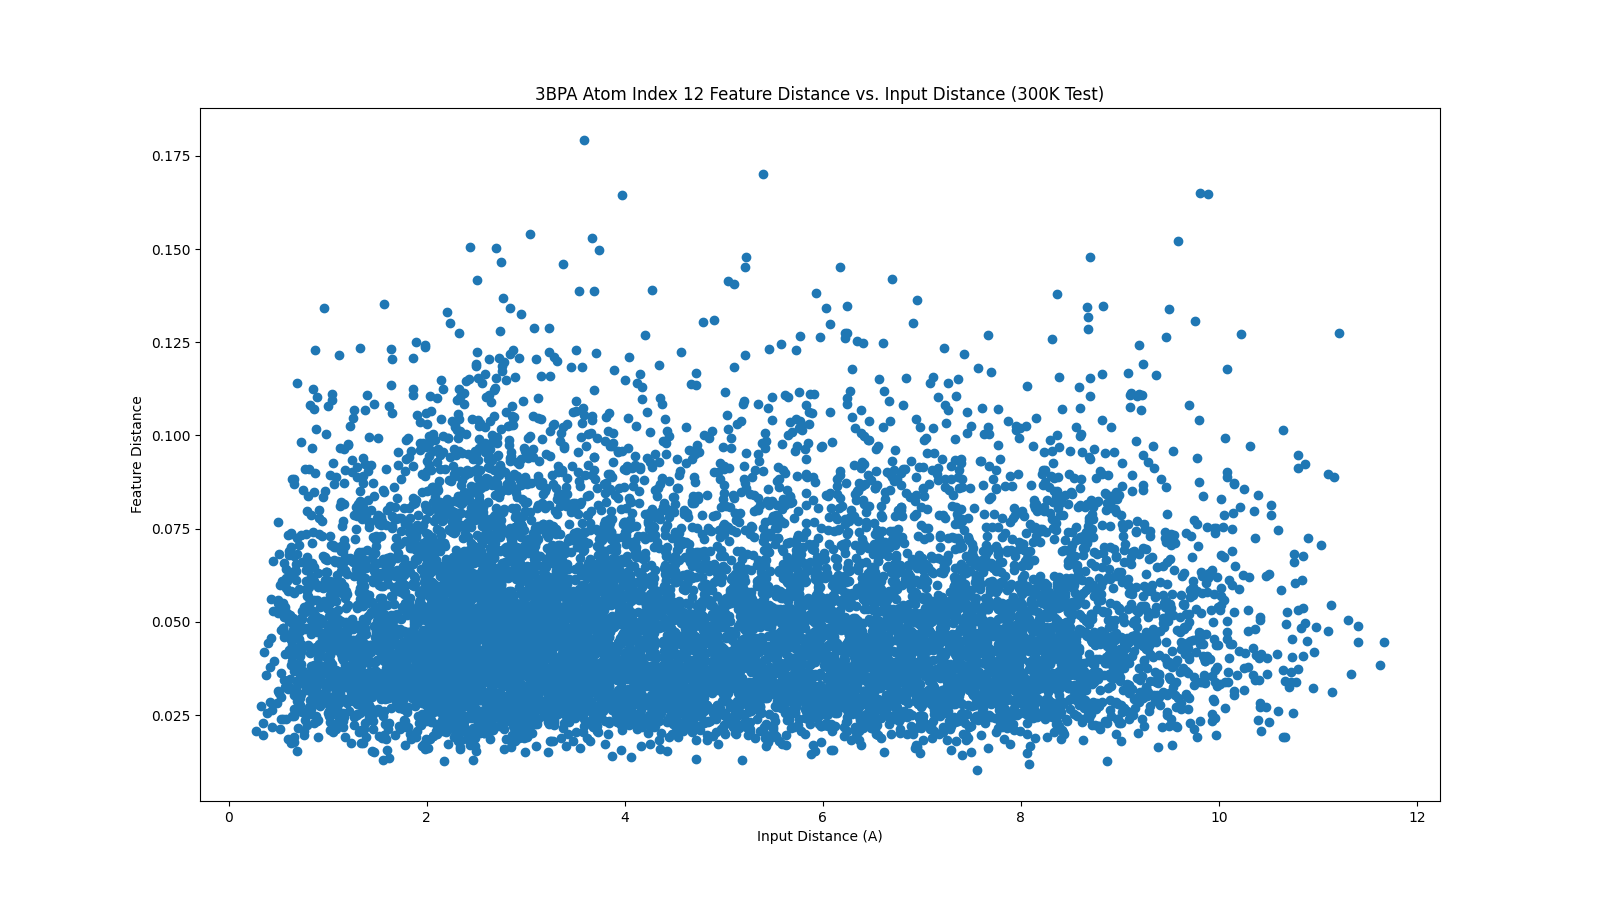 3BPA Atom Index 12 Feature Distance vs. Input Distance (300K Test)
0.175
0.150
0.125
0.100
0.075
0.050
0.025
Feature Distance
0 2 4 6 8 10 12
Input Distance (A)